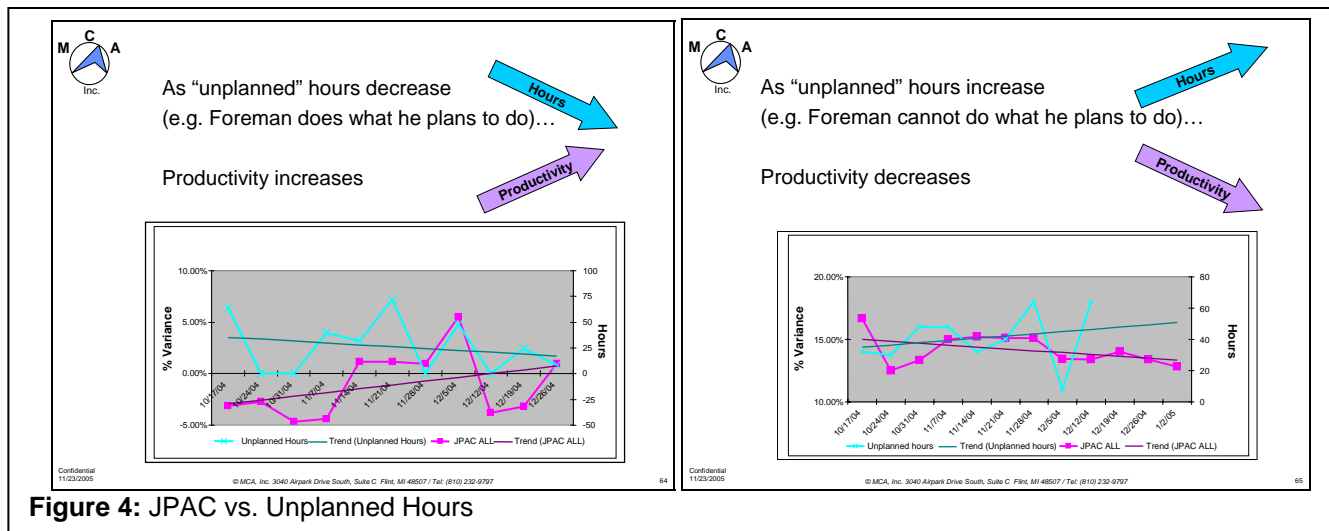 M C A
Inc.
As “unplanned” hours decrease
(e.g. Foreman does what he plans to do)…
Productivity increases
Hours
Productivity
10.00%
5.00%
0.00%
-5.00%
% Variance
100
75
50
25
0
-25
-50
Hours
10/17/04
10/24/04
10/31/04
11/7/04
11/14/04
11/21/04
11/28/04
12/5/04
12/12/04
12/19/04
12/26/04
Unplanned Hours Trend (Unplanned Hours) JPAC ALL Trend (JPAC ALL)
Confidential
11/23/2005
© MCA, Inc. 3040 Airpark Drive South, Suite C Flint, MI 48507 / Tel: (810) 232-9797
64
M C A
Inc.
As “unplanned” hours increase
(e.g. Foreman cannot do what he plans to do)…
Productivity decreases
Hours
Productivity
20.00%
15.00%
10.00%
% Variance
80
60
40
20
0
Hours
10/17/04
10/24/04
10/31/04
11/7/04
11/14/04
11/21/04
11/28/04
12/5/04
12/12/04
12/19/04
12/26/04
1/2/05
Unplanned hours Trend (Unplanned hours) JPAC ALL Trend (JPAC ALL)
Confidential
11/23/2005
© MCA, Inc. 3040 Airpark Drive South, Suite C Flint, MI 48507 / Tel: (810) 232-9797
65
Figure 4: JPAC vs. Unplanned Hours